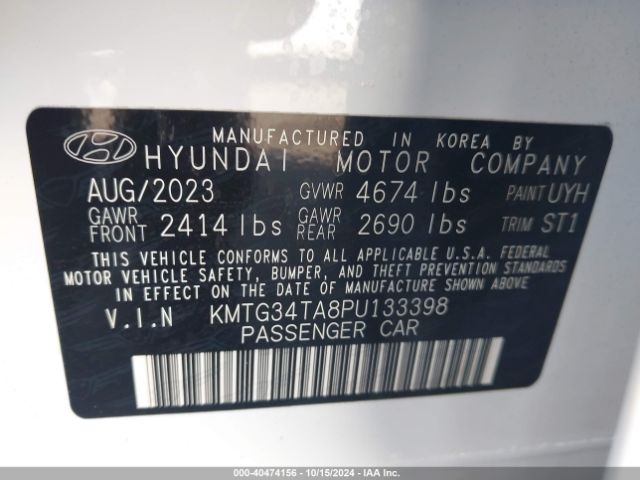 MANUFACTURED IN KOREA BY
HYUNDAI MOTOR COMPANY
AUG/2023 GVWR 4674 lbs PAINT UYH
GAWR FRONT 2414 lbs GAWR REAR 2690 lbs TRIM ST1
THIS VEHICLE CONFORMS TO ALL APPLICABLE U.S.A. FEDERAL
MOTOR VEHICLE SAFETY, BUMPER, AND THEFT PREVENTION STANDARDS
IN EFFECT ON THE DATE OF MANUFACTURE SHOWN ABOVE
V.I.N KMTG34TA8PU133398
PASSENGER CAR
000-40474156 - 10/15/2024 - IAAI.com